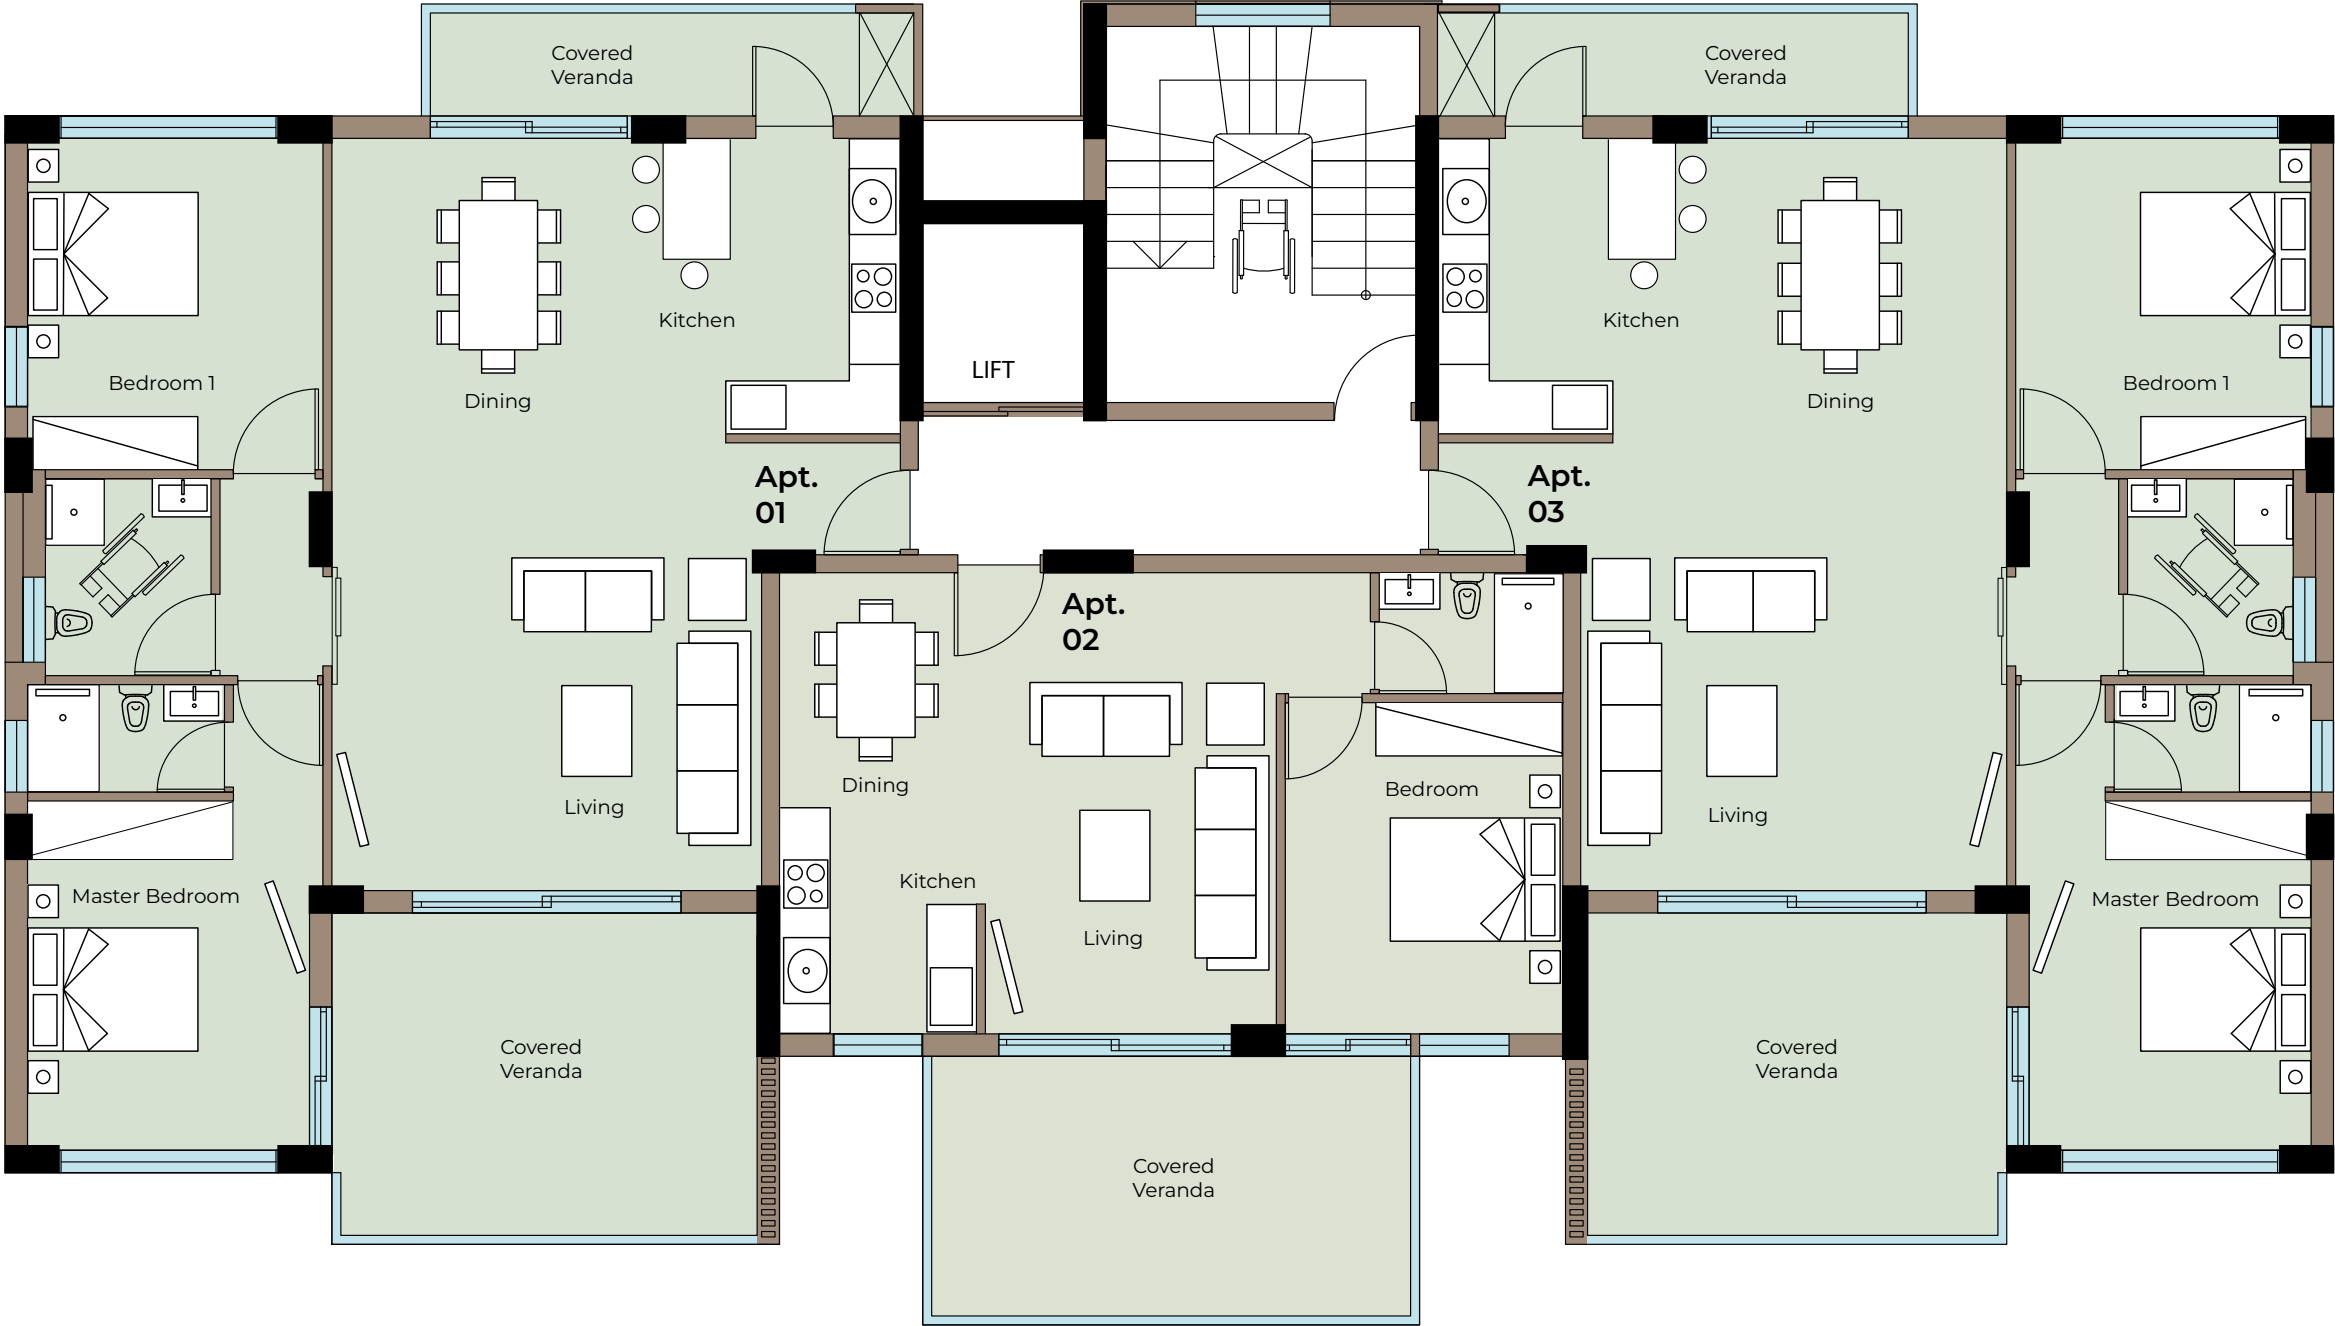 Covered
Veranda
Covered
Veranda
Kitchen
Kitchen
LIFT
Bedroom 1
Bedroom 1
Dining
Dining
Apt.
01
Apt.
03
Apt.
02
Dining
Bedroom
Living
Living
Kitchen
Master Bedroom
Master Bedroom
Living
Covered
Veranda
Covered
Veranda
Covered
Veranda